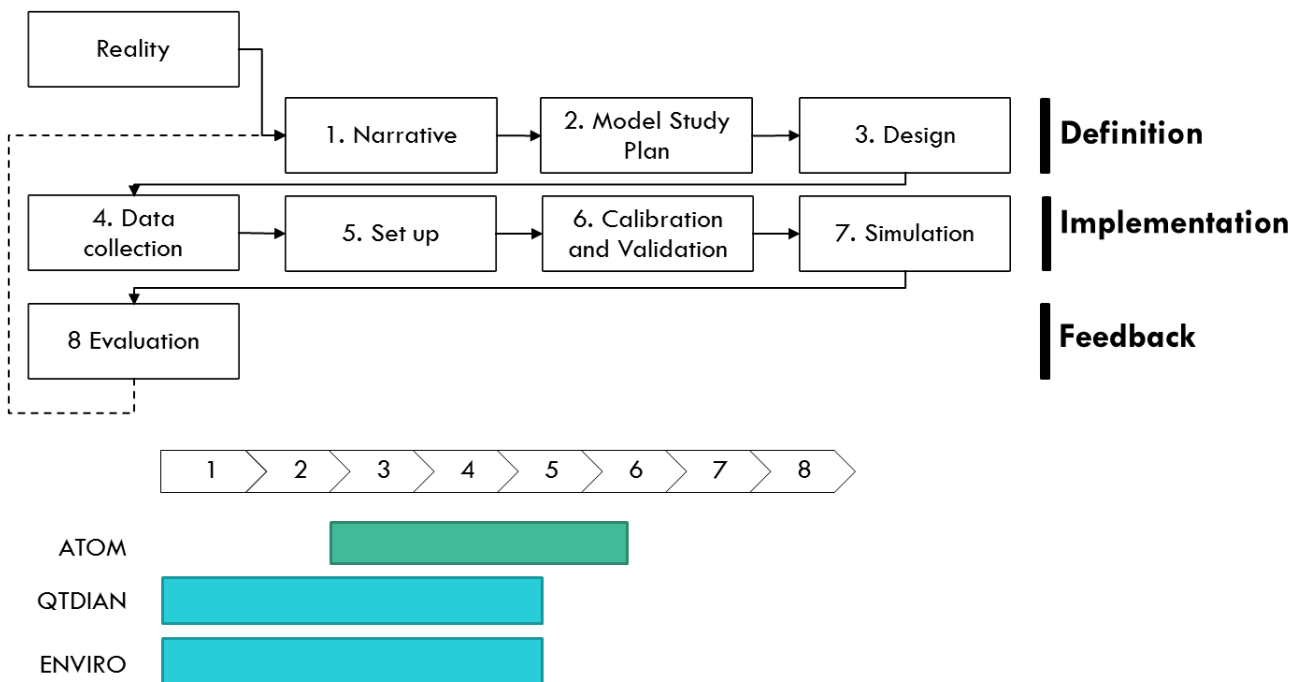 Reality
1. Narrative
2. Model Study
Plan
3. Design
Definition
4. Data
collection
5. Set up
6. Calibration
and Validation
7. Simulation
Implementation
8 Evaluation
Feedback
1 2 3 4 5 6 7 8
ATOM
QTDIAN
ENVIRO